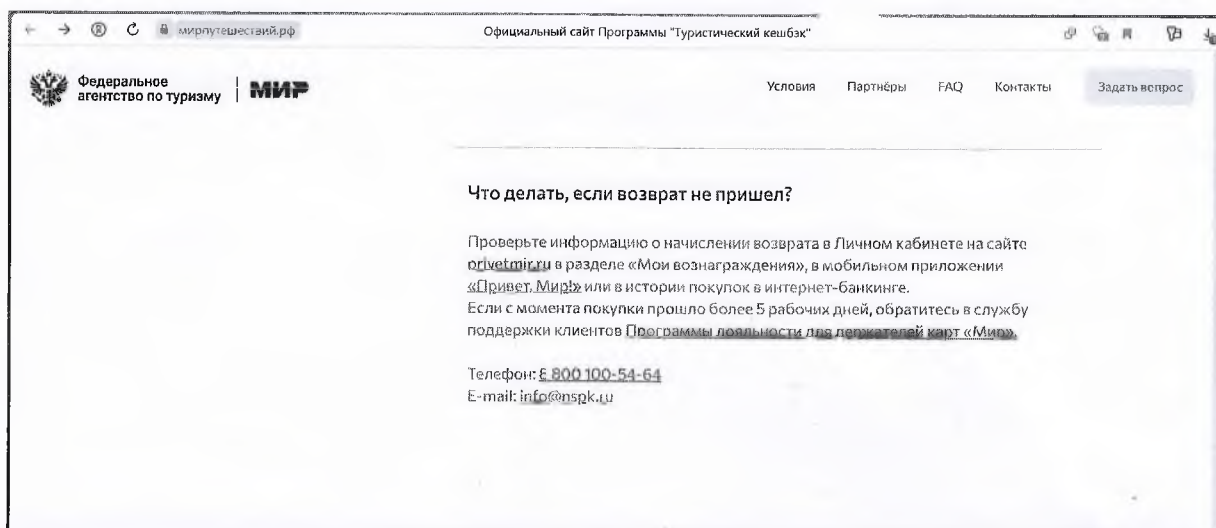 мирпутешествий.рф
Официальный сайт Программы "Туристический кешбэк"
Федеральное
агентство по туризму
МИР
Условия
Партнёры
FAQ
Контакты
Задать вопрос
Что делать, если возврат не пришел?
Проверьте информацию о начислении возврата в Личном кабинете на сайте
privetmir.ru в разделе «Мои вознаграждения», в мобильном приложении
«Привет, Мир!» или в истории покупок в интернет-банкинге.
Если с момента покупки прошло более 5 рабочих дней, обратитесь в службу
поддержки клиентов Программы лояльности для держателей карт «Мир».
Телефон: 8 800 100-54-64
E-mail: info@nspk.ru